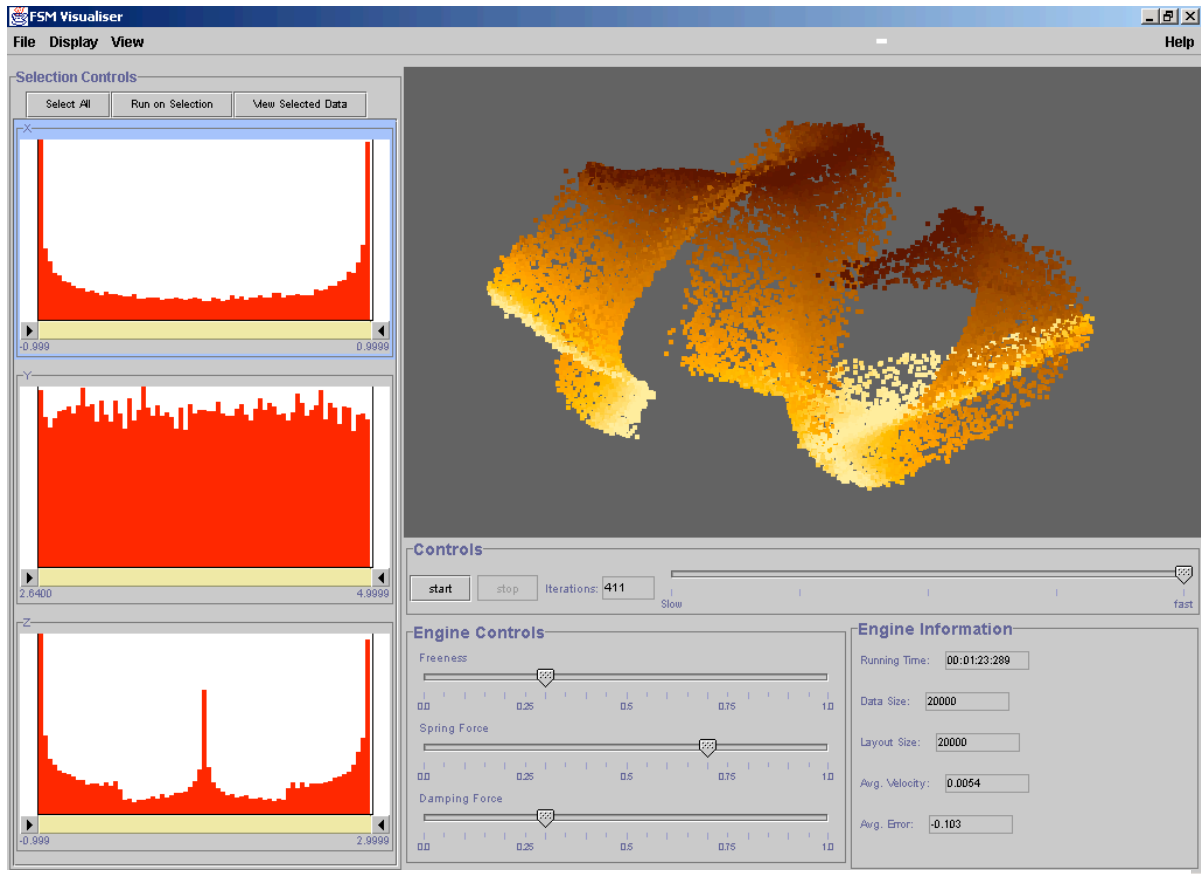 FSM Visualiser
File Display View Help
Selection Controls
Select All Run on Selection View Selected Data
X
-0.999 0.9999
Y
2.6400 4.9999
Z
-0.999 2.9999
Controls
start stop Iterations: 411
Slow fast
Engine Controls
Freeness
0.0 0.25 0.5 0.75 1.0
Spring Force
0.0 0.25 0.5 0.75 1.0
Damping Force
0.0 0.25 0.5 0.75 1.0
Engine Information
Running Time: 00:01:23:289
Data Size: 20000
Layout Size: 20000
Avg. Velocity: 0.0054
Avg. Error: -0.103